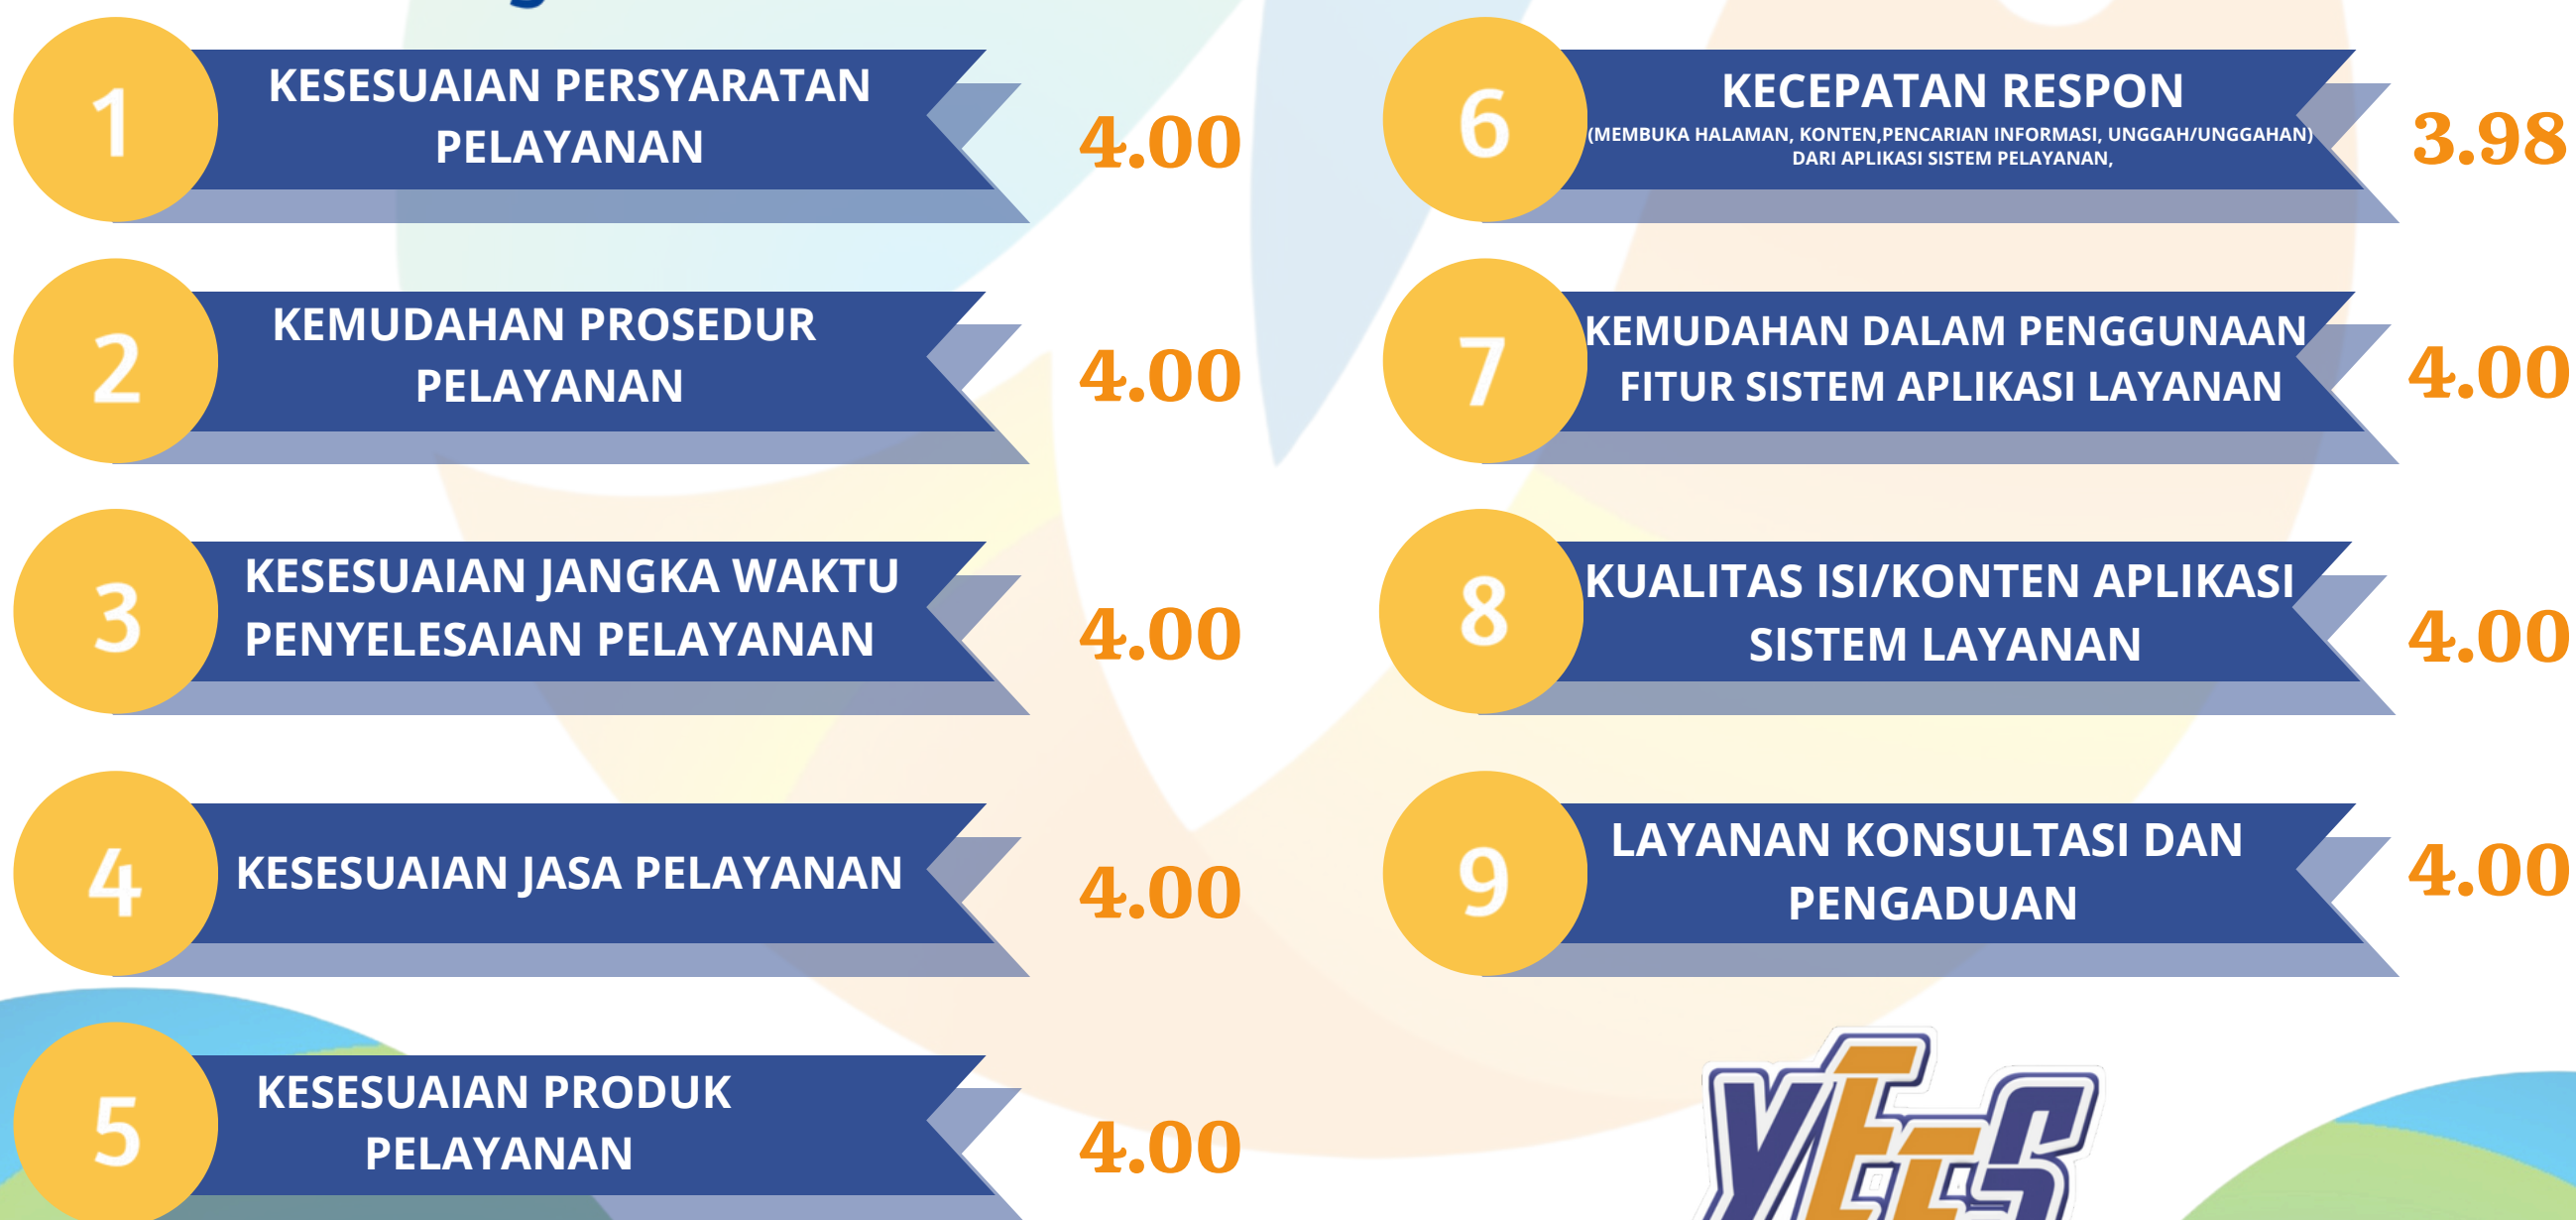 1
KESESUAIAN PERSYARATAN
PELAYANAN
4.00
2
KEMUDAHAN PROSEDUR
PELAYANAN
4.00
3
KESESUAIAN JANGKA WAKTU
PENYELESAIAN PELAYANAN
4.00
4
KESESUAIAN JASA PELAYANAN
4.00
5
KESESUAIAN PRODUK
PELAYANAN
4.00
6
KECEPATAN RESPON
(MEMBUKA HALAMAN, KONTEN,PENCARIAN INFORMASI, UNGGAH/UNGGAHAN)
DARI APLIKASI SISTEM PELAYANAN,
3.98
7
KEMUDAHAN DALAM PENGGUNAAN
FITUR SISTEM APLIKASI LAYANAN
4.00
8
KUALITAS ISI/KONTEN APLIKASI
SISTEM LAYANAN
4.00
9
LAYANAN KONSULTASI DAN
PENGADUAN
4.00